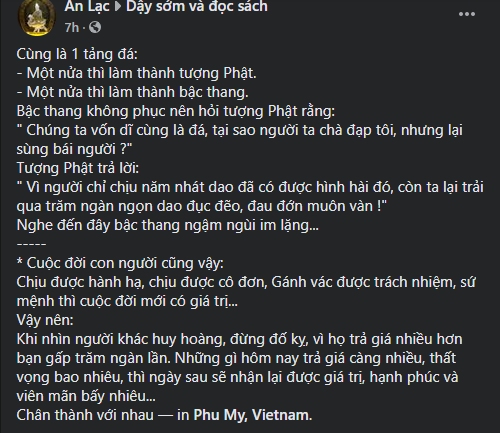 An Lạc ▸ Dậy sớm và đọc sách
7h ·
Cùng là 1 tảng đá:
- Một nửa thì làm thành tượng Phật.
- Một nửa thì làm thành bậc thang.
Bậc thang không phục nên hỏi tượng Phật rằng:
" Chúng ta vốn dĩ cùng là đá, tại sao người ta chà đạp tôi, nhưng lại
sùng bái người ?"
Tượng Phật trả lời:
" Vì người chỉ chịu năm nhát dao đã có được hình hài đó, còn ta lại trải
qua trăm ngàn ngọn dao đục đẽo, đau đớn muôn vàn !"
Nghe đến đây bậc thang ngậm ngùi im lặng...
-----
* Cuộc đời con người cũng vậy:
Chịu được hành hạ, chịu được cô đơn, Gánh vác được trách nhiệm, sứ
mệnh thì cuộc đời mới có giá trị...
Vậy nên:
Khi nhìn người khác huy hoàng, đừng đố kỵ, vì họ trả giá nhiều hơn
bạn gấp trăm ngàn lần. Những gì hôm nay trả giá càng nhiều, thất
vọng bao nhiêu, thì ngày sau sẽ nhận lại được giá trị, hạnh phúc và
viên mãn bấy nhiêu...
Chân thành với nhau — in Phu My, Vietnam.